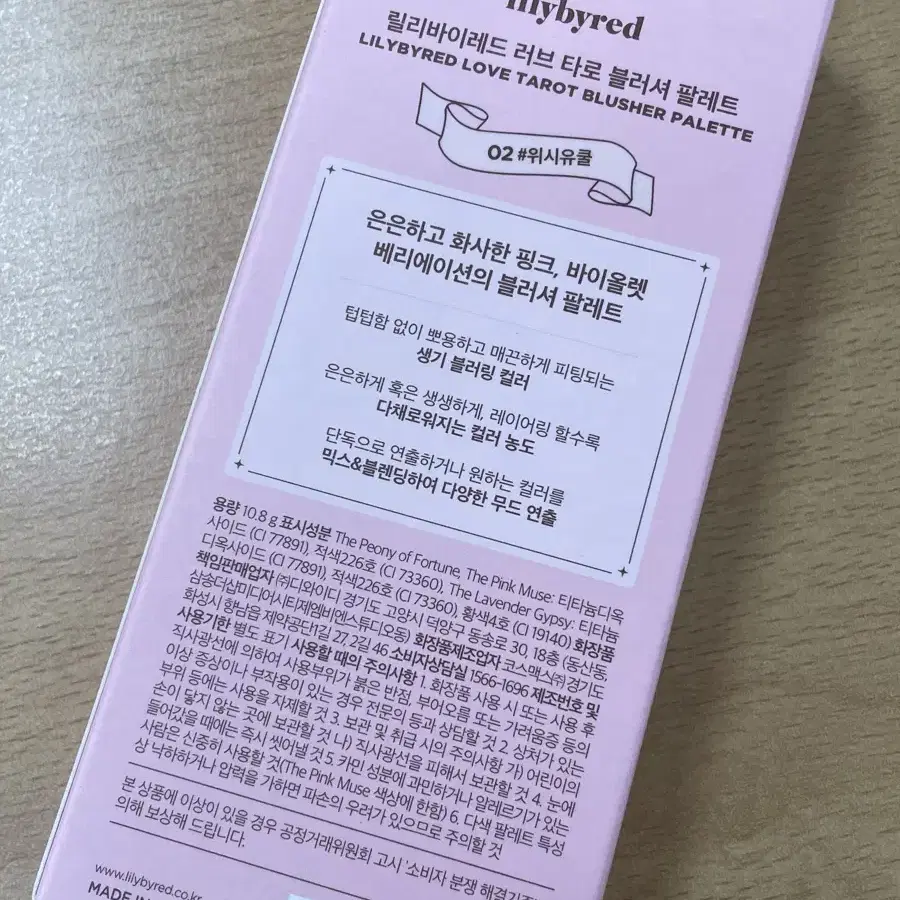 lilybyred
릴리바이레드 러브 타로 블러셔 팔레트
LILYBYRED LOVE TAROT BLUSHER PALETTE
02 #위시유쿨
은은하고 화사한 핑크, 바이올렛
베리에이션의 블러셔 팔레트
텁텁함 없이 뽀용하고 매끈하게 피팅되는
생기 블러링 컬러
은은하게 혹은 생생하게, 레이어링 할수록
다채로워지는 컬러 농도
단독으로 연출하거나 원하는 컬러를
믹스&블렌딩하여 다양한 무드 연출
용량 10.8 g 표시성분 The Peony of Fortune, The Pink Muse: 티타늄디옥
사이드 (CI 77891), 적색226호 (CI 73360), The Lavender Gypsy: 티타늄
디옥사이드 (CI 77891), 적색226호 (CI 73360), 황색4호 (CI 19140) 화장품
책임판매업자 ㈜디와이디 경기도 고양시 덕양구 동송로 30, 18층 (동산동,
삼송더샵미디어시티제엠비엔스튜디오동) 화장품제조업자 코스맥스㈜ 경기도
화성시 향남읍 제약공단1길 27, 2길 46 소비자상담실 1566-1696 제조번호 및
사용기한 별도 표기 사용할 때의 주의사항 1. 화장품 사용 시 또는 사용 후
직사광선에 의하여 사용부위가 붉은 반점, 부어오름 또는 가려움증 등의
이상 증상이나 부작용이 있는 경우 전문의 등과 상담할 것 2. 상처가 있는
부위 등에는 사용을 자제할 것 3. 보관 및 취급 시의 주의사항 가) 어린이의
손이 닿지 않는 곳에 보관할 것 나) 직사광선을 피해서 보관할 것 4. 눈에
들어갔을 때에는 즉시 씻어낼 것 5. 카민 성분에 과민하거나 알레르기가 있는
사람은 신중히 사용할 것(The Pink Muse 색상에 한함) 6. 다색 팔레트 특성
상 낙하하거나 압력을 가하면 파손의 우려가 있으므로 주의할 것
본 상품에 이상이 있을 경우 공정거래위원회 고시 '소비자 분쟁 해결기준'
의해 보상해 드립니다.
www.lilybyred.co.kr
MADE IN